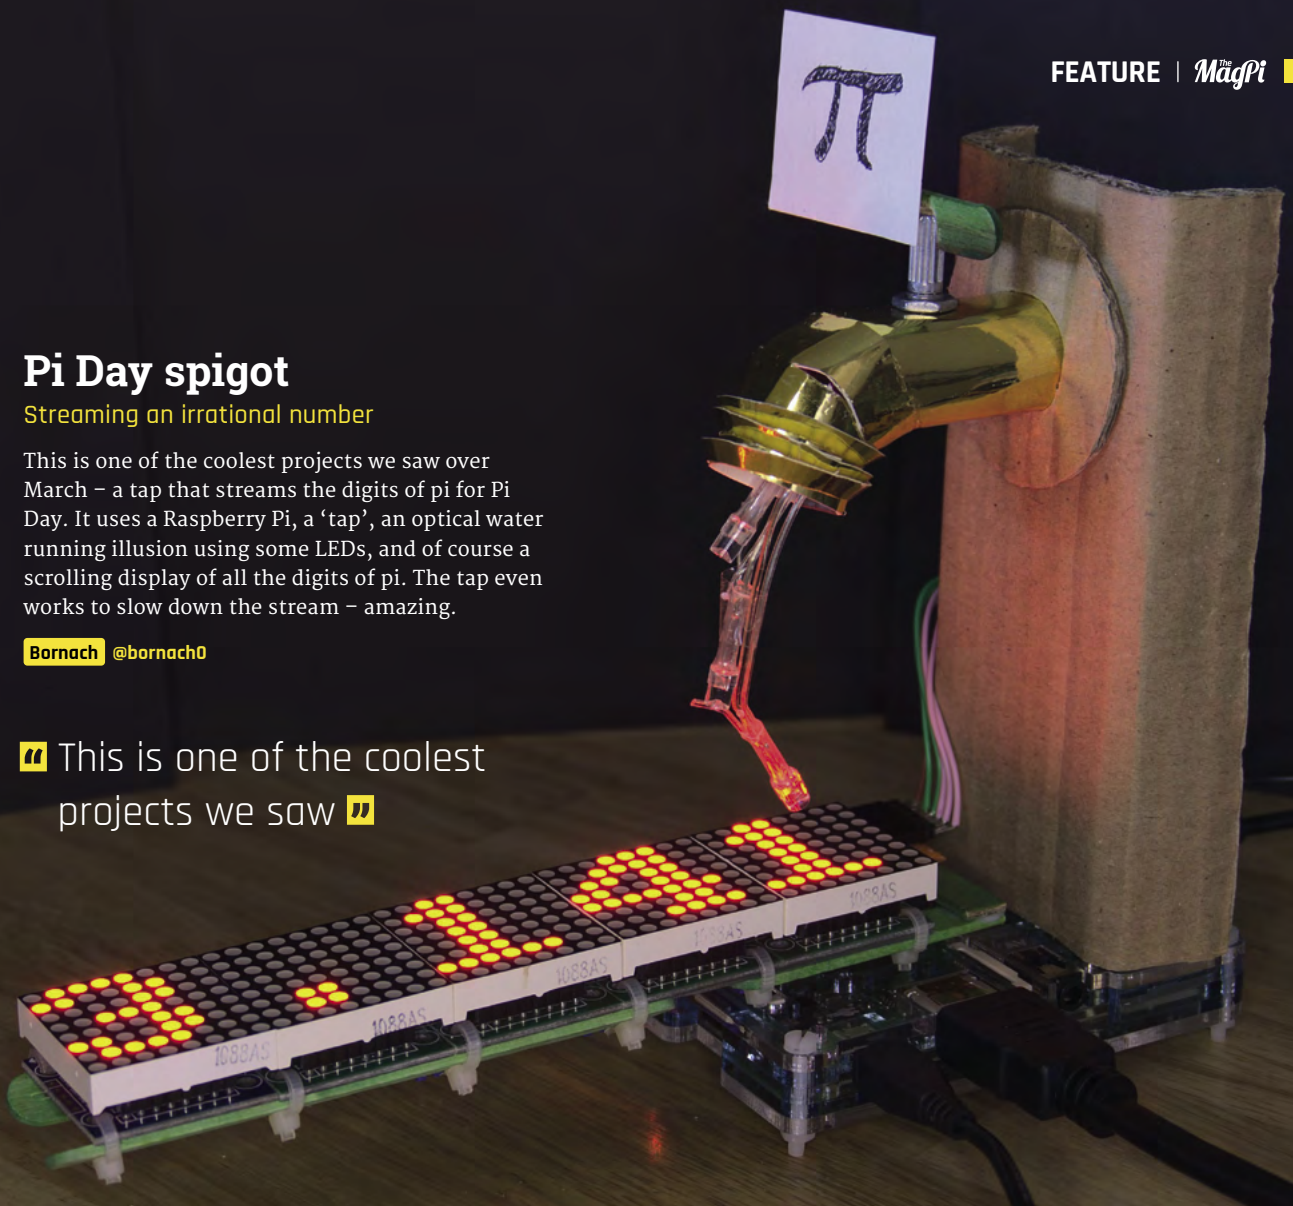 π
FEATURE | The MagPi
Pi Day spigot
Streaming an irrational number
This is one of the coolest projects we saw over
March – a tap that streams the digits of pi for Pi
Day. It uses a Raspberry Pi, a ‘tap’, an optical water
running illusion using some LEDs, and of course a
scrolling display of all the digits of pi. The tap even
works to slow down the stream – amazing.
Bornach @bornach0
“ This is one of the coolest
projects we saw ”
3.141
1088AS 1088AS 1088AS 1088AS 1088AS